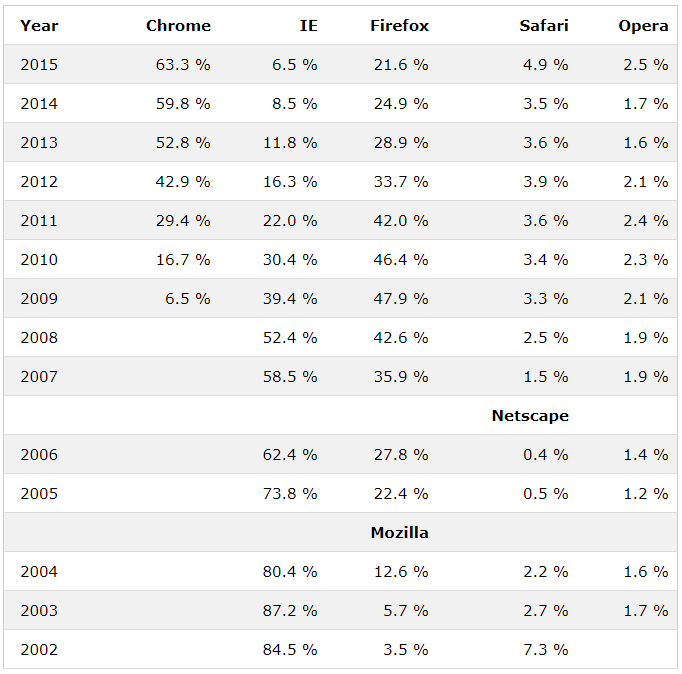 Year Chrome IE Firefox Safari Opera
2015 63.3 % 6.5 % 21.6 % 4.9 % 2.5 %
2014 59.8 % 8.5 % 24.9 % 3.5 % 1.7 %
2013 52.8 % 11.8 % 28.9 % 3.6 % 1.6 %
2012 42.9 % 16.3 % 33.7 % 3.9 % 2.1 %
2011 29.4 % 22.0 % 42.0 % 3.6 % 2.4 %
2010 16.7 % 30.4 % 46.4 % 3.4 % 2.3 %
2009 6.5 % 39.4 % 47.9 % 3.3 % 2.1 %
2008 52.4 % 42.6 % 2.5 % 1.9 %
2007 58.5 % 35.9 % 1.5 % 1.9 %
Netscape
2006 62.4 % 27.8 % 0.4 % 1.4 %
2005 73.8 % 22.4 % 0.5 % 1.2 %
Mozilla
2004 80.4 % 12.6 % 2.2 % 1.6 %
2003 87.2 % 5.7 % 2.7 % 1.7 %
2002 84.5 % 3.5 % 7.3 %